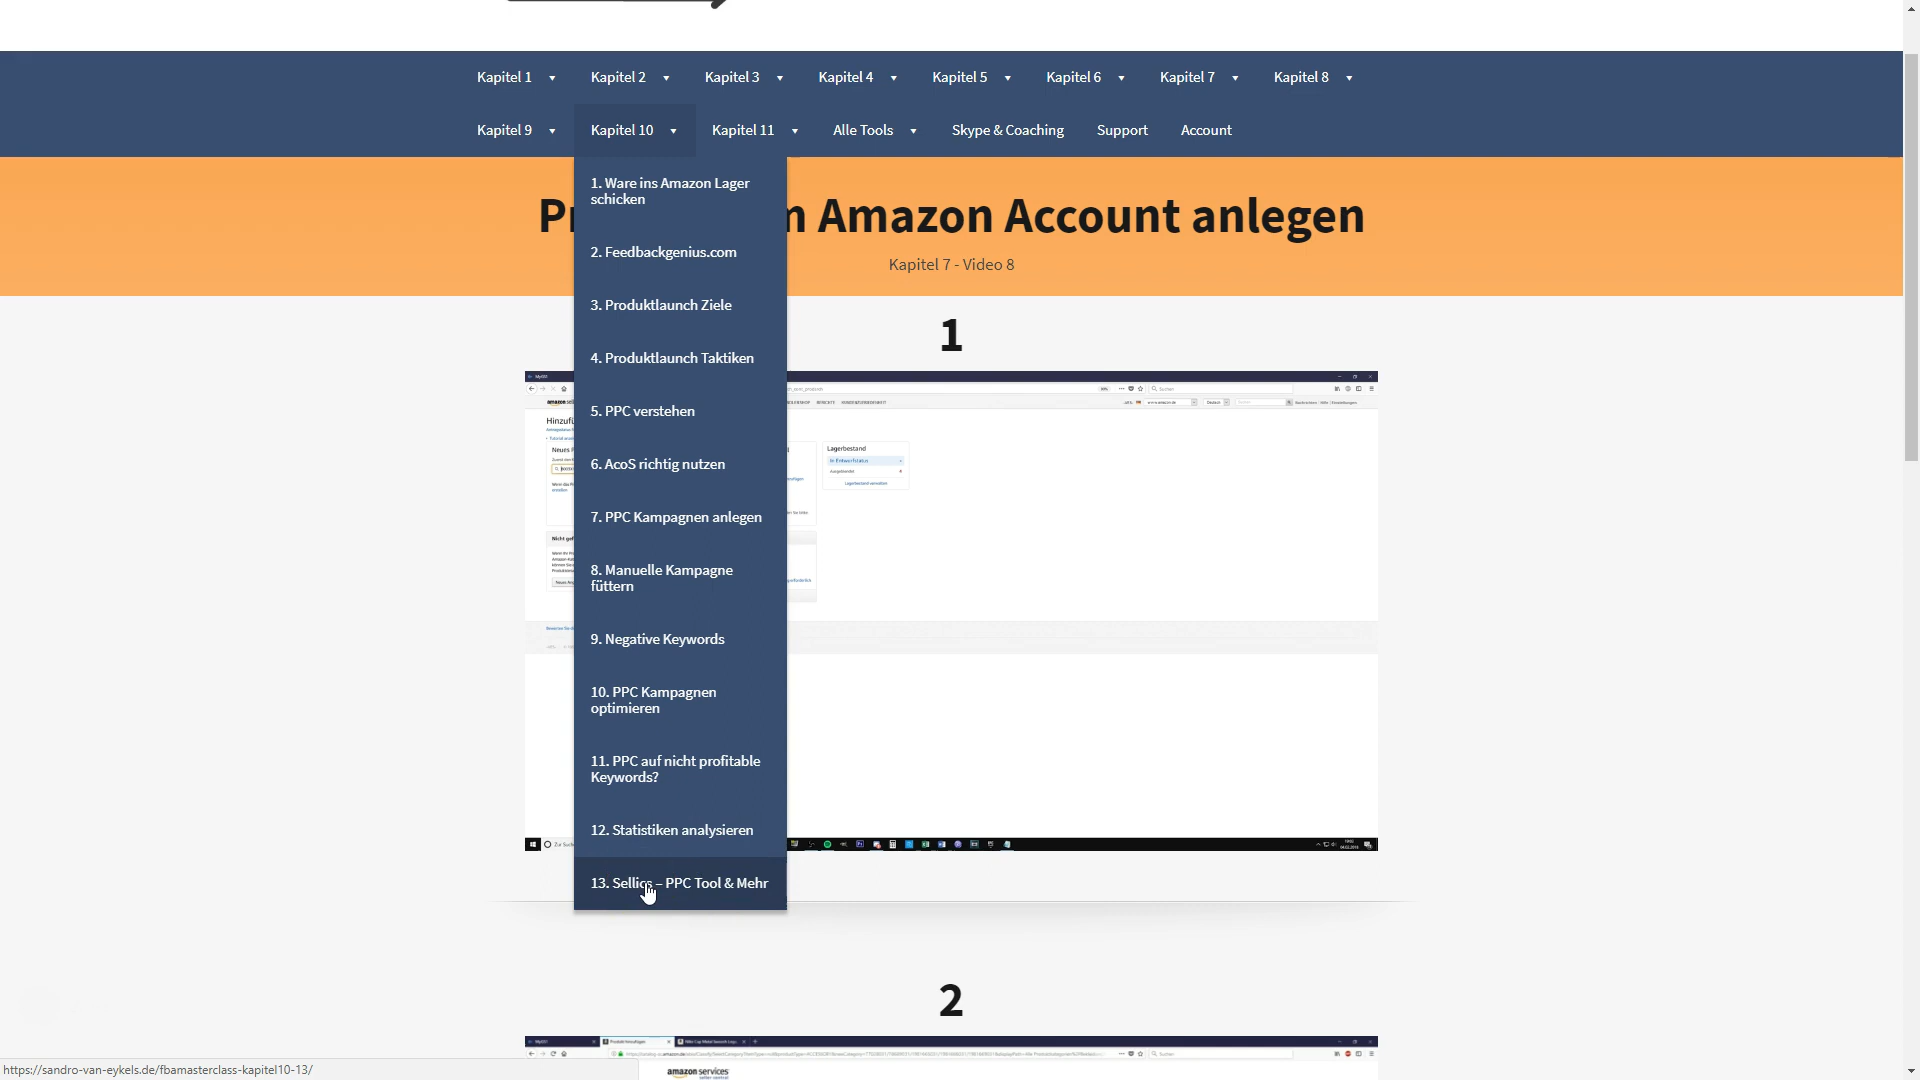 Kapitel 1 Kapitel 2 Kapitel 3 Kapitel 4 Kapitel 5 Kapitel 6 Kapitel 7 Kapitel 8
Kapitel 9 Kapitel 10 Kapitel 11 Alle Tools Skype & Coaching Support Account
1. Ware ins Amazon Lager
schicken
2. Feedbackgenius.com
3. Produktlaunch Ziele
4. Produktlaunch Taktiken
5. PPC verstehen
6. AcoS richtig nutzen
7. PPC Kampagnen anlegen
8. Manuelle Kampagne
füttern
9. Negative Keywords
10. PPC Kampagnen
optimieren
11. PPC auf nicht profitable
Keywords?
12. Statistiken analysieren
13. Sellics – PPC Tool & Mehr
Amazon Account anlegen
Kapitel 7 - Video 8
1
Lagerbestand
Lagerbestand verwalten
2
amazon services
https://sandro-van-eykels.de/fbamasterclass-kapitel10-13/